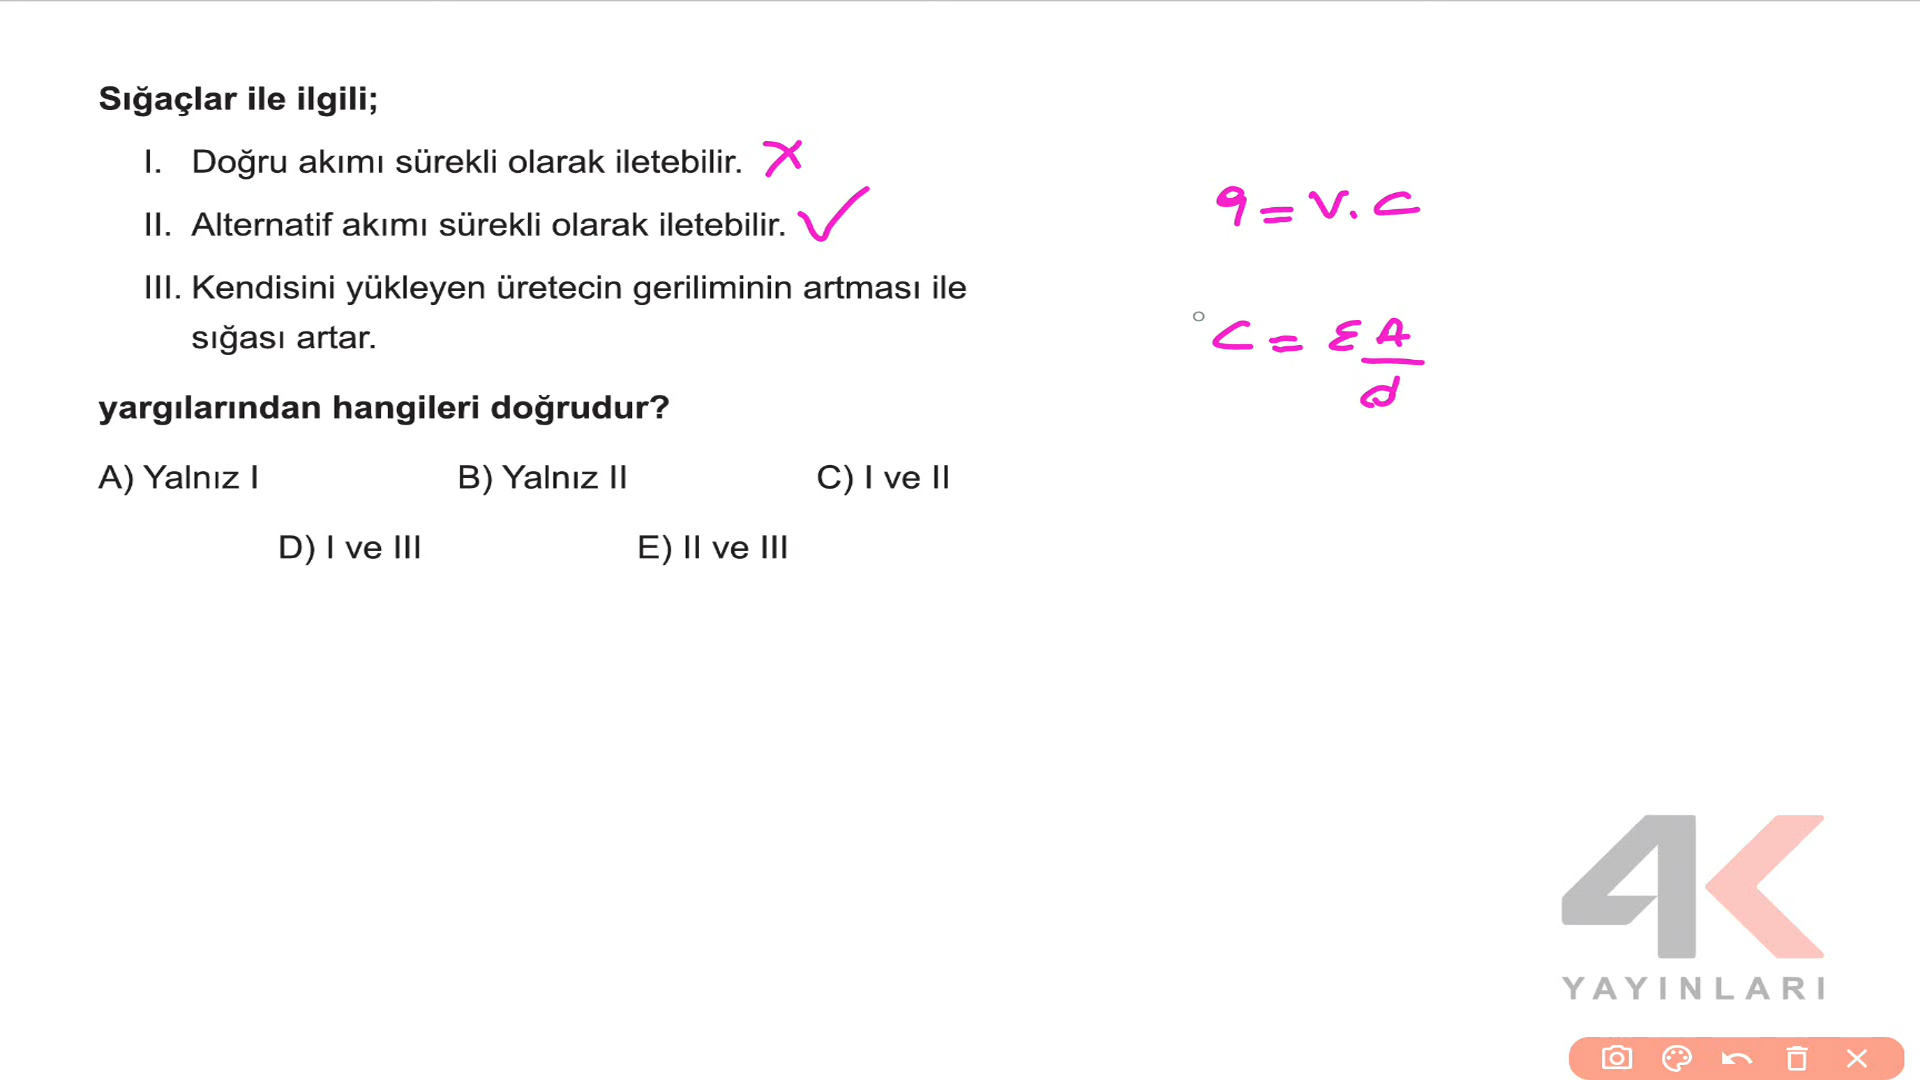 Sığaçlar ile ilgili;
I. Doğru akımı sürekli olarak iletebilir.
II. Alternatif akımı sürekli olarak iletebilir.
III. Kendisini yükleyen üretecin geriliminin artması ile
sığası artar.
yargılarından hangileri doğrudur?
A) Yalnız I B) Yalnız II C) I ve II
D) I ve III E) II ve III
q = V. C
C = ε A
d
4K
YAYINLARI